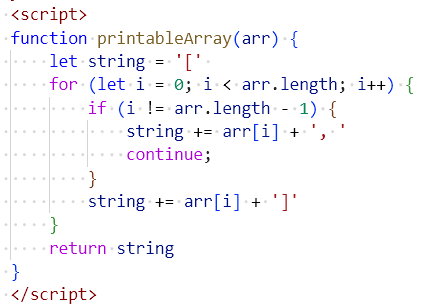 <script>
function printableArray(arr) {
    let string = '['
    for (let i = 0; i < arr.length; i++) {
        if (i != arr.length - 1) {
            string += arr[i] + ', '
            continue;
        }
        string += arr[i] + ']'
    }
    return string
}
</script>